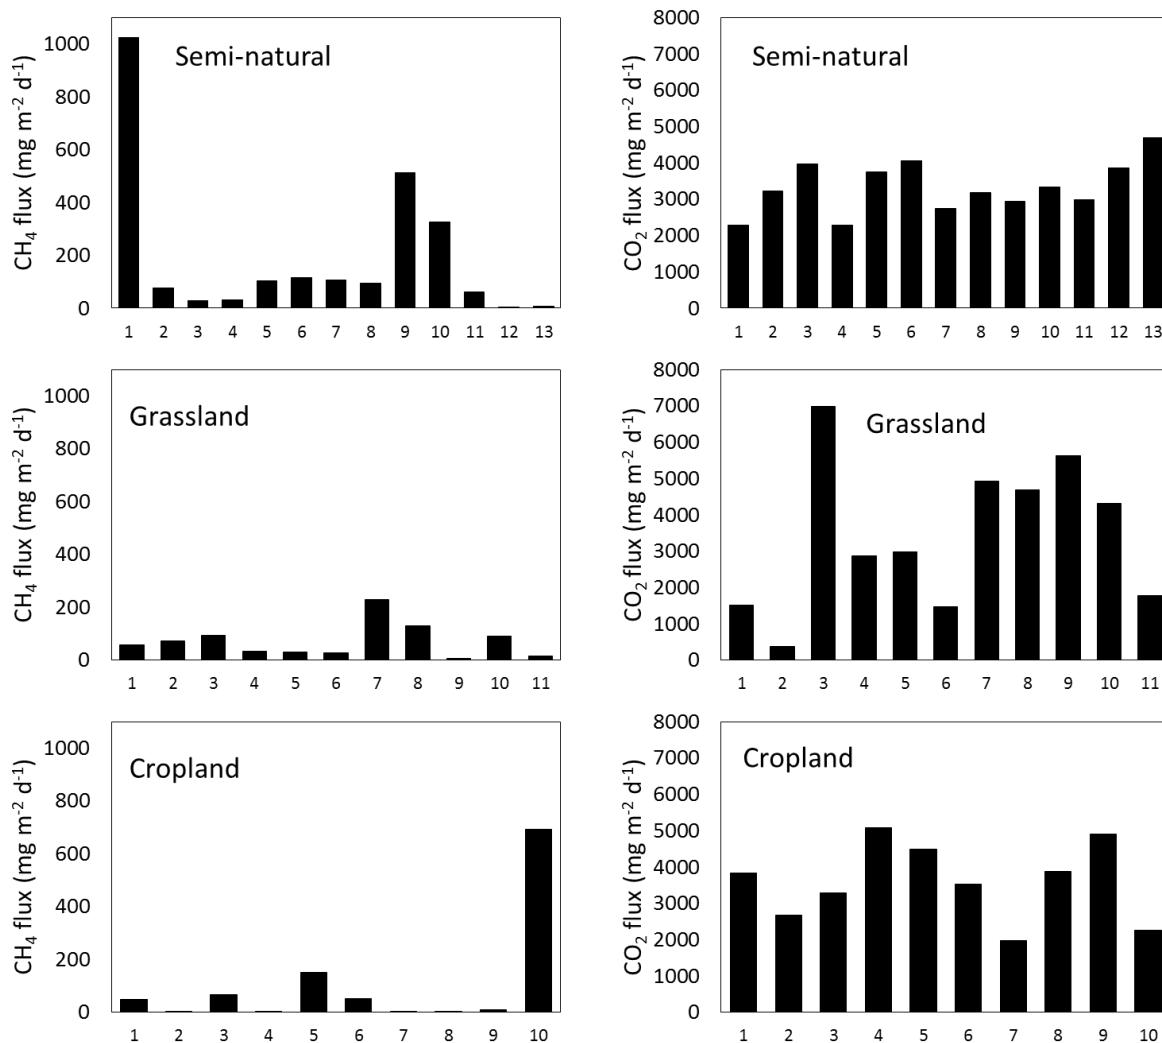 CH₄ flux (mg m⁻² d⁻¹)
Semi-natural
1000
800
600
400
200
0
1 2 3 4 5 6 7 8 9 10 11 12 13
CO₂ flux (mg m⁻² d⁻¹)
Semi-natural
8000
7000
6000
5000
4000
3000
2000
1000
0
1 2 3 4 5 6 7 8 9 10 11 12 13
CH₄ flux (mg m⁻² d⁻¹)
Grassland
1000
800
600
400
200
0
1 2 3 4 5 6 7 8 9 10 11
CO₂ flux (mg m⁻² d⁻¹)
Grassland
8000
7000
6000
5000
4000
3000
2000
1000
0
1 2 3 4 5 6 7 8 9 10 11
CH₄ flux (mg m⁻² d⁻¹)
Cropland
1000
800
600
400
200
0
1 2 3 4 5 6 7 8 9 10
CO₂ flux (mg m⁻² d⁻¹)
Cropland
8000
7000
6000
5000
4000
3000
2000
1000
0
1 2 3 4 5 6 7 8 9 10